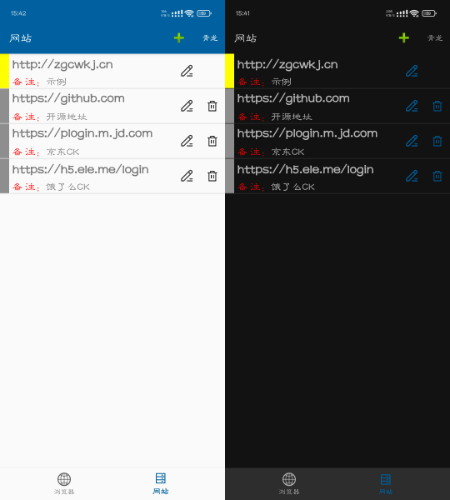 15:42
网站
青龙
http://zgcwkj.cn
备注：示例
https://github.com
备注：开源地址
https://plogin.m.jd.com
备注：京东CK
https://h5.ele.me/login
备注：饿了么CK
浏览器
网站
15:41
网站
青龙
http://zgcwkj.cn
备注：示例
https://github.com
备注：开源地址
https://plogin.m.jd.com
备注：京东CK
https://h5.ele.me/login
备注：饿了么CK
浏览器
网站